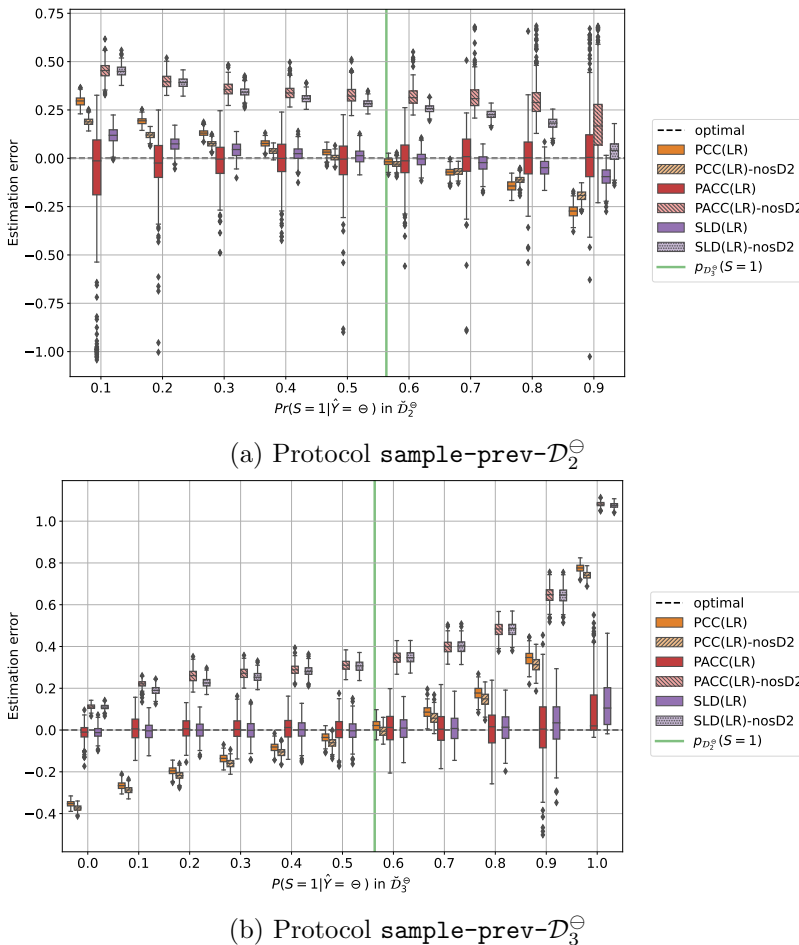 0.75
0.50
0.25
0.00
−0.25
−0.50
−0.75
−1.00
Estimation error
0.1 0.2 0.3 0.4 0.5 0.6 0.7 0.8 0.9
Pr(S = 1|Ŷ = ⊖) in 𝒟̌₂^⊖
optimal
PCC(LR)
PCC(LR)-nosD2
PACC(LR)
PACC(LR)-nosD2
SLD(LR)
SLD(LR)-nosD2
p_𝒟₃^⊖(S = 1)
(a) Protocol sample-prev-𝒟₂^⊖
1.0
0.8
0.6
0.4
0.2
0.0
−0.2
−0.4
Estimation error
0.0 0.1 0.2 0.3 0.4 0.5 0.6 0.7 0.8 0.9 1.0
P(S = 1|Ŷ = ⊖) in 𝒟̌₃^⊖
optimal
PCC(LR)
PCC(LR)-nosD2
PACC(LR)
PACC(LR)-nosD2
SLD(LR)
SLD(LR)-nosD2
p_𝒟₃^⊖(S = 1)
(b) Protocol sample-prev-𝒟₃^⊖